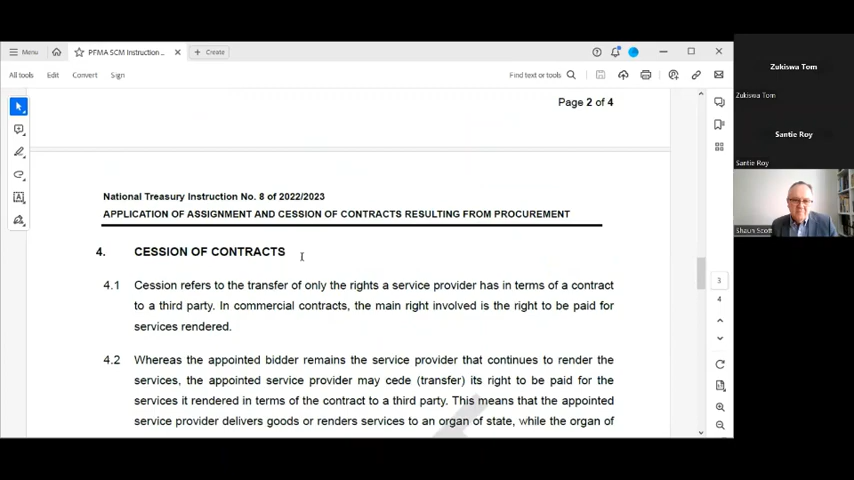 Menu
PFMA SCM Instruction ...
Create
All tools
Edit
Convert
Sign
Find text or tools
Page 2 of 4
National Treasury Instruction No. 8 of 2022/2023
APPLICATION OF ASSIGNMENT AND CESSION OF CONTRACTS RESULTING FROM PROCUREMENT
4. CESSION OF CONTRACTS
4.1 Cession refers to the transfer of only the rights a service provider has in terms of a contract
to a third party. In commercial contracts, the main right involved is the right to be paid for
services rendered.
4.2 Whereas the appointed bidder remains the service provider that continues to render the
services, the appointed service provider may cede (transfer) its right to be paid for the
services it rendered in terms of the contract to a third party. This means that the appointed
service provider delivers goods or renders services to an organ of state, while the organ of
3
4
Zukiswa Tom
Zukiswa Tom
Santie Roy
Santie Roy
Shaun Scott